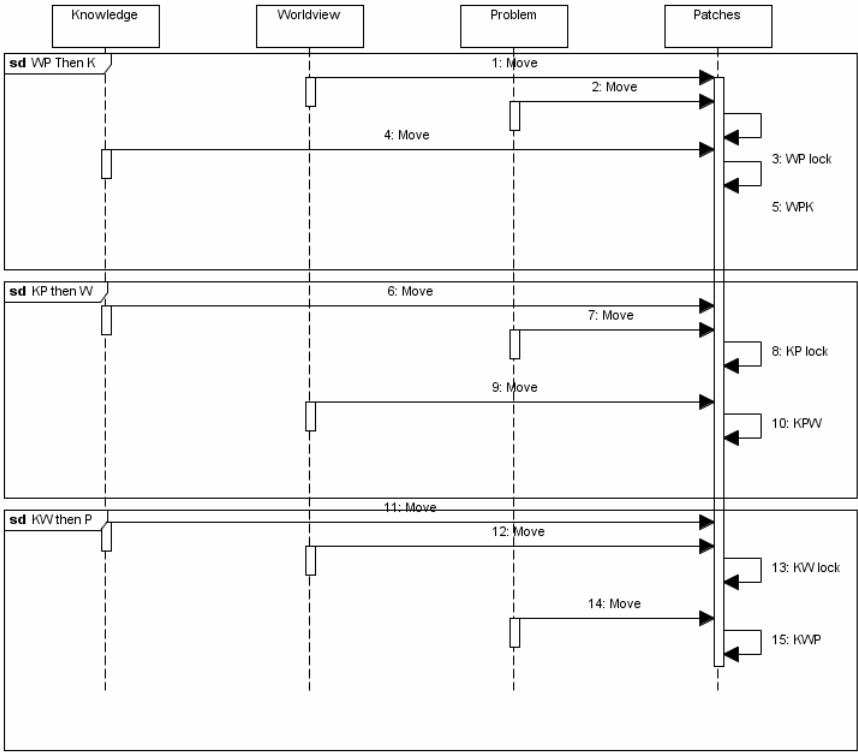 Knowledge
Worldview
Problem
Patches
sd WP Then K
1: Move
2: Move
4: Move
3: WP lock
5: WPK
sd KP then W
6: Move
7: Move
8: KP lock
9: Move
10: KPW
sd KW then P
11: Move
12: Move
13: KW lock
14: Move
15: KWP